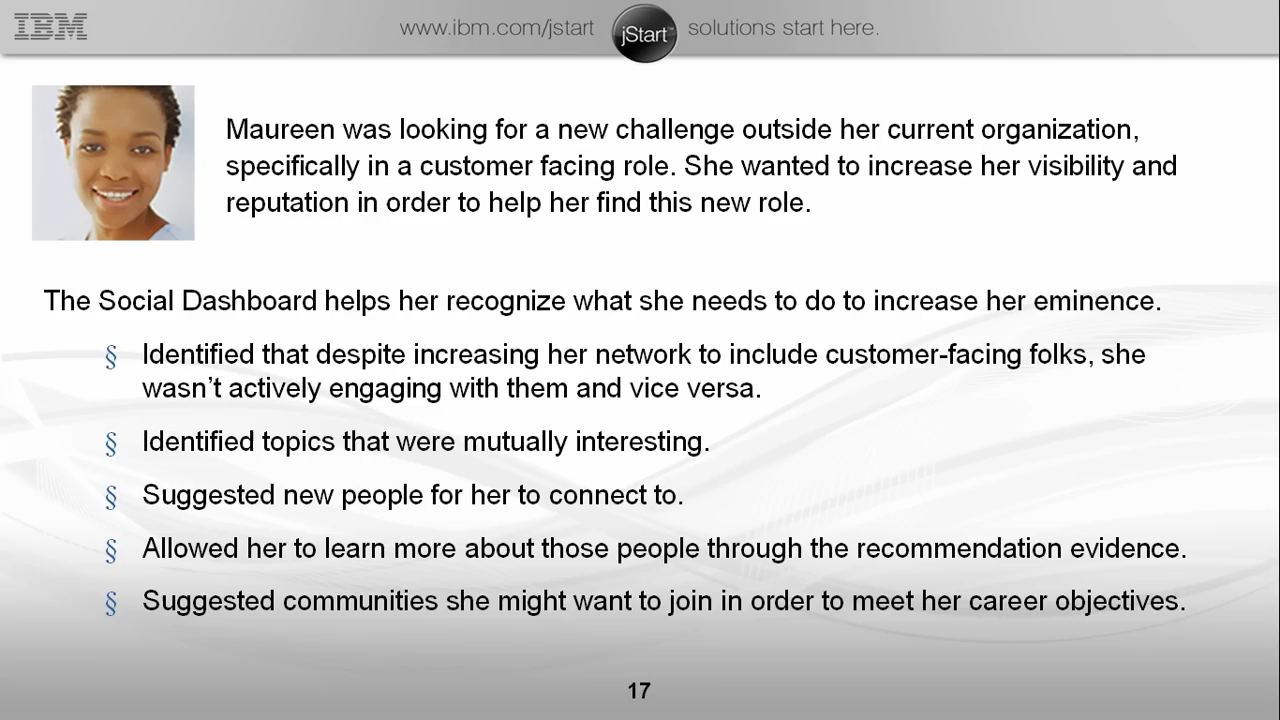 IBM
www.ibm.com/jstart jStart™ solutions start here.
Maureen was looking for a new challenge outside her current organization,
specifically in a customer facing role. She wanted to increase her visibility and
reputation in order to help her find this new role.
The Social Dashboard helps her recognize what she needs to do to increase her eminence.
§ Identified that despite increasing her network to include customer-facing folks, she
wasn’t actively engaging with them and vice versa.
§ Identified topics that were mutually interesting.
§ Suggested new people for her to connect to.
§ Allowed her to learn more about those people through the recommendation evidence.
§ Suggested communities she might want to join in order to meet her career objectives.
17